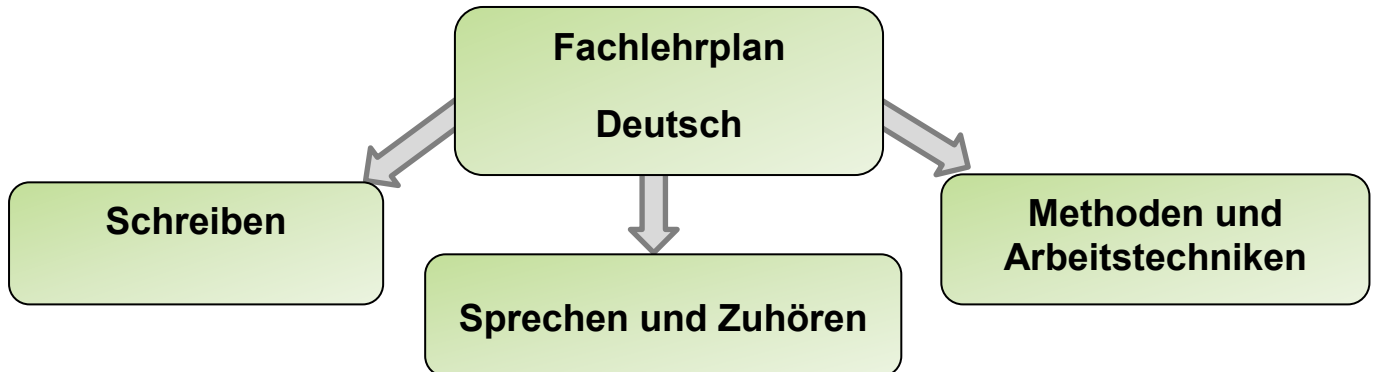 Fachlehrplan
Deutsch
Schreiben
Methoden und
Arbeitstechniken
Sprechen und Zuhören